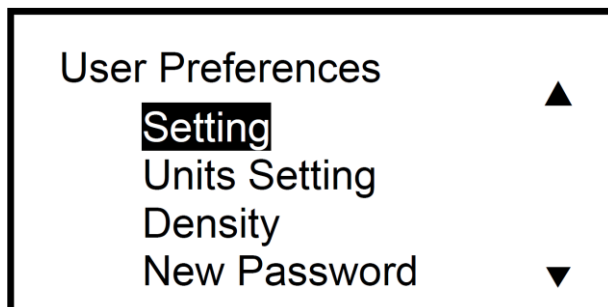 User Preferences
Setting
Units Setting
Density
New Password